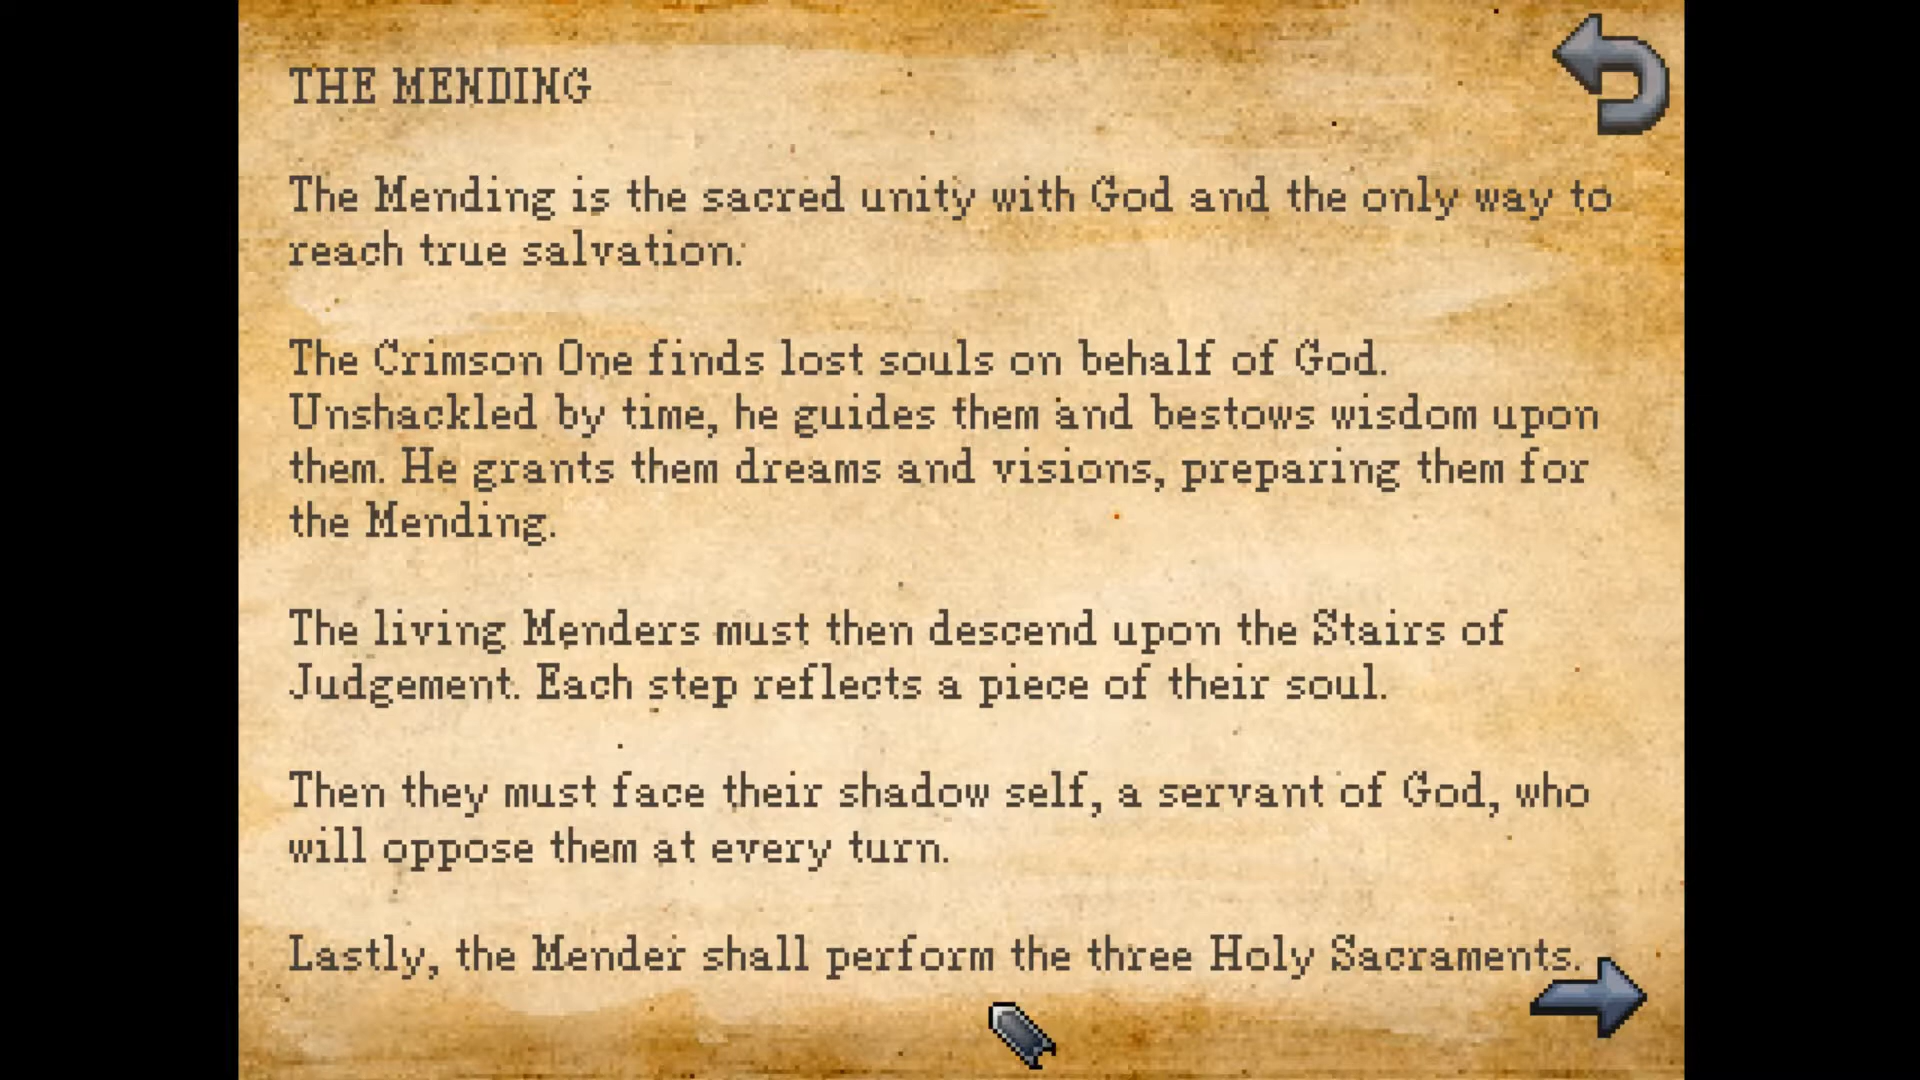 THE MENDING
The Mending is the sacred unity with God and the only way to
reach true salvation:
The Crimson One finds lost souls on behalf of God.
Unshackled by time, he guides them and bestows wisdom upon
them. He grants them dreams and visions, preparing them for
the Mending.
The living Menders must then descend upon the Stairs of
Judgement. Each step reflects a piece of their soul.
Then they must face their shadow self, a servant of God, who
will oppose them at every turn.
Lastly, the Mender shall perform the three Holy Sacraments.